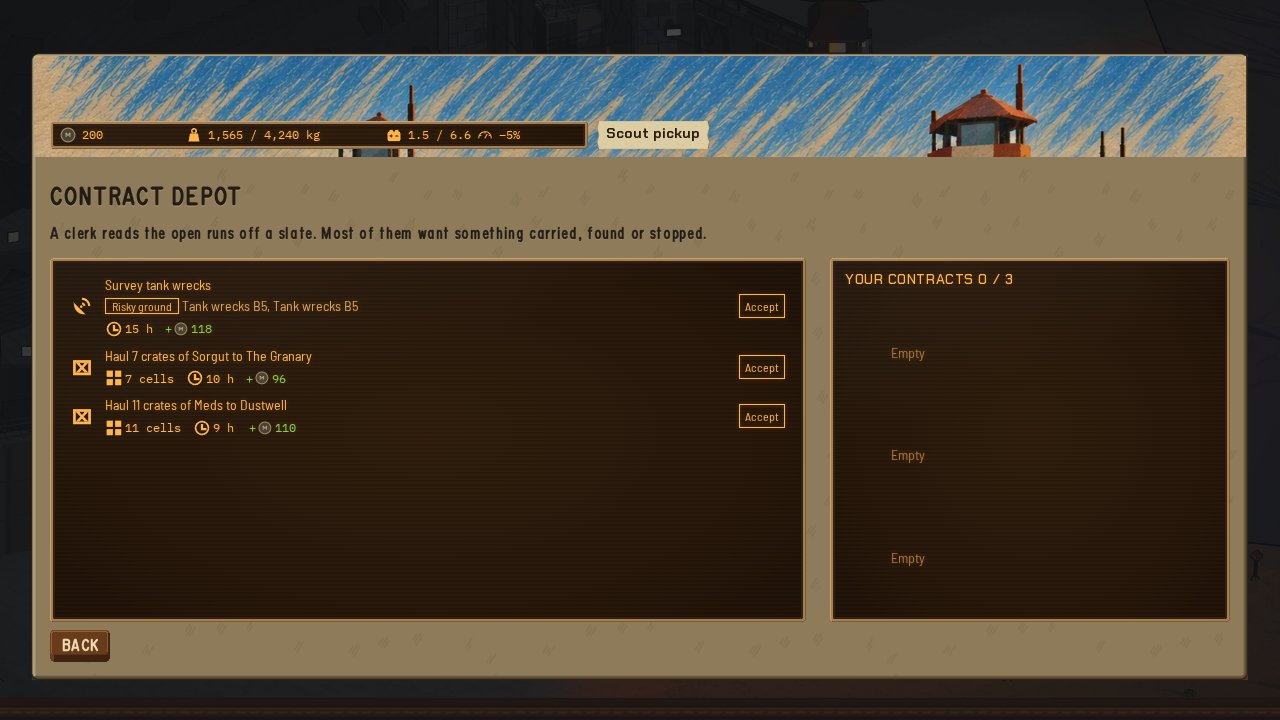 200 1,565 / 4,240 kg 1.5 / 6.6 −5% Scout pickup
CONTRACT DEPOT
A clerk reads the open runs off a slate. Most of them want something carried, found or stopped.
Survey tank wrecks
Risky ground Tank wrecks B5, Tank wrecks B5
15 h +M 118
Accept
Haul 7 crates of Sorgut to The Granary
7 cells 10 h +M 96
Accept
Haul 11 crates of Meds to Dustwell
11 cells 9 h +M 110
Accept
YOUR CONTRACTS 0 / 3
Empty
Empty
Empty
BACK